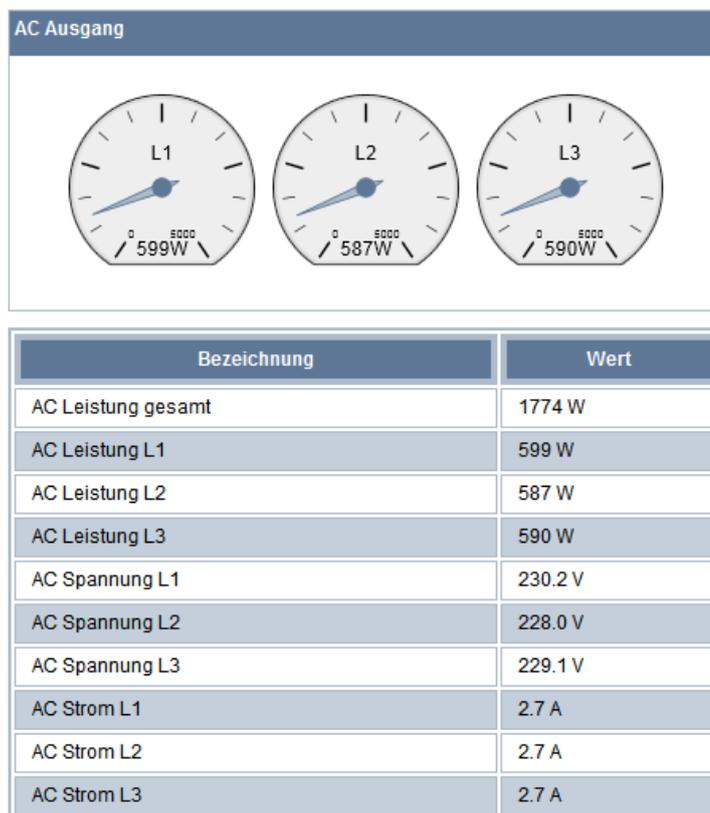 AC Ausgang
L1 L2 L3
0 5000 0 5000 0 5000
599W 587W 590W
Bezeichnung Wert
AC Leistung gesamt 1774 W
AC Leistung L1 599 W
AC Leistung L2 587 W
AC Leistung L3 590 W
AC Spannung L1 230.2 V
AC Spannung L2 228.0 V
AC Spannung L3 229.1 V
AC Strom L1 2.7 A
AC Strom L2 2.7 A
AC Strom L3 2.7 A